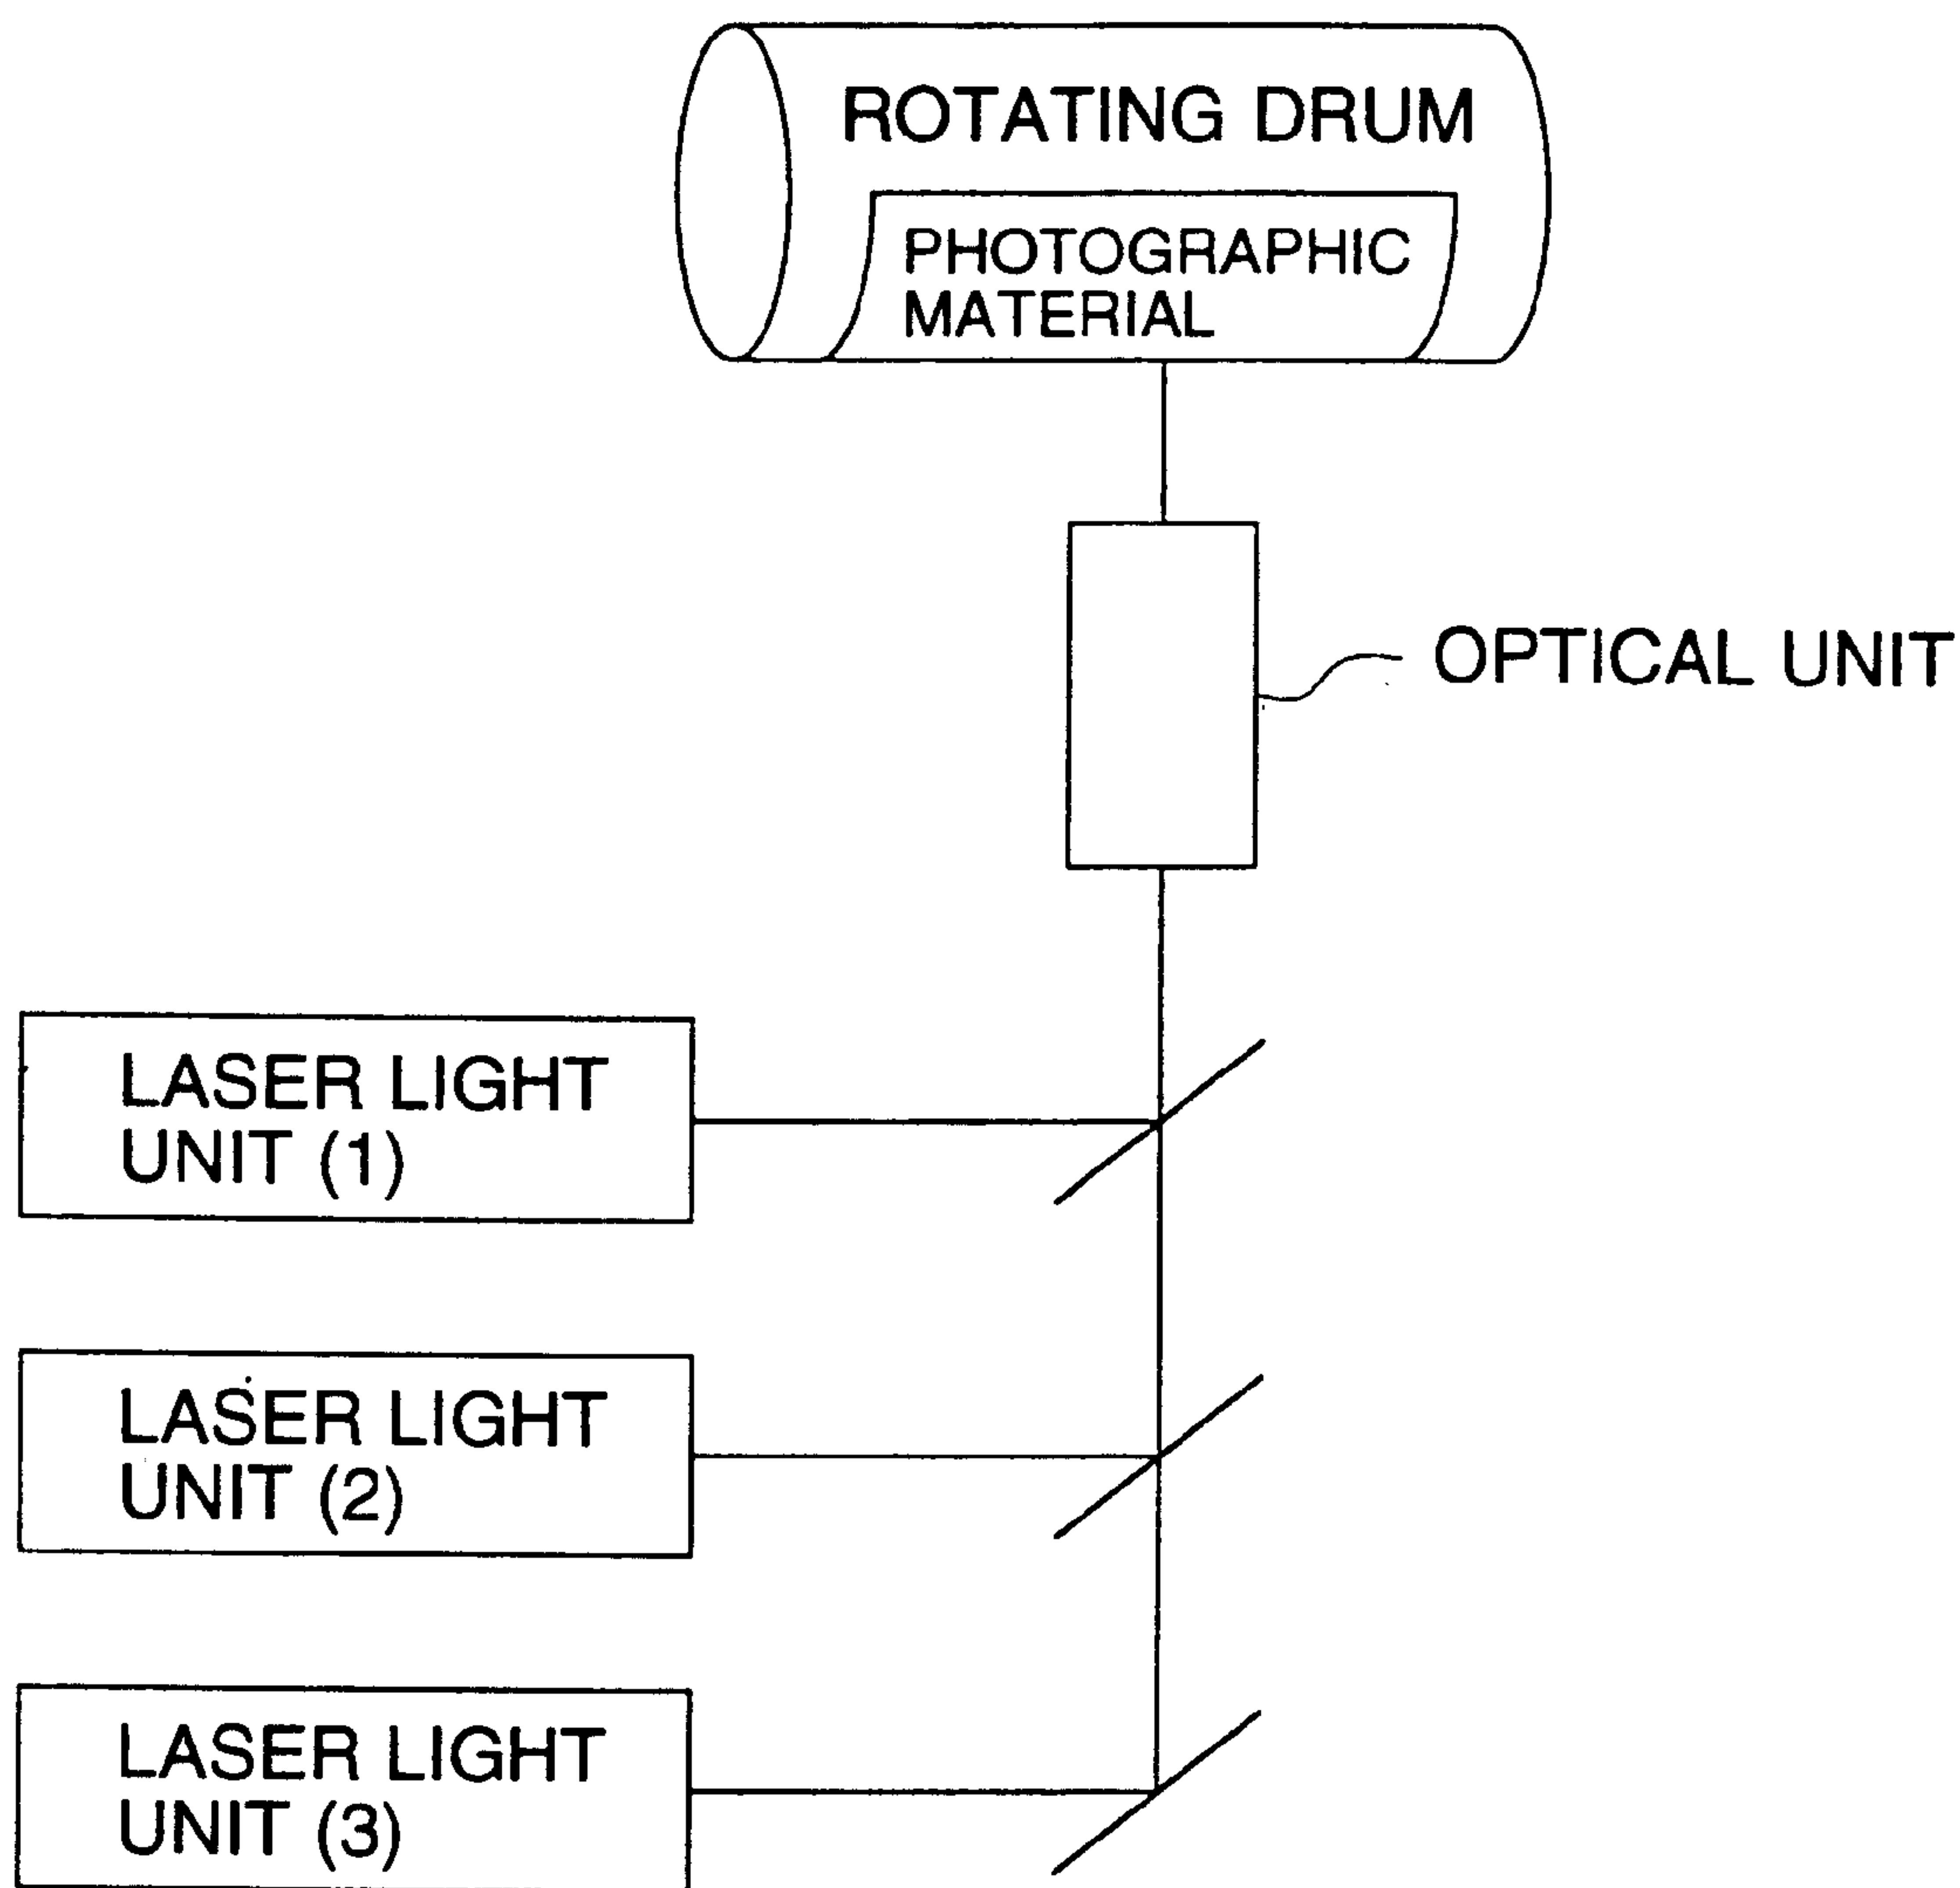 ROTATING DRUM
PHOTOGRAPHIC
MATERIAL
OPTICAL UNIT
LASER LIGHT
UNIT (1)
LASER LIGHT
UNIT (2)
LASER LIGHT
UNIT (3)